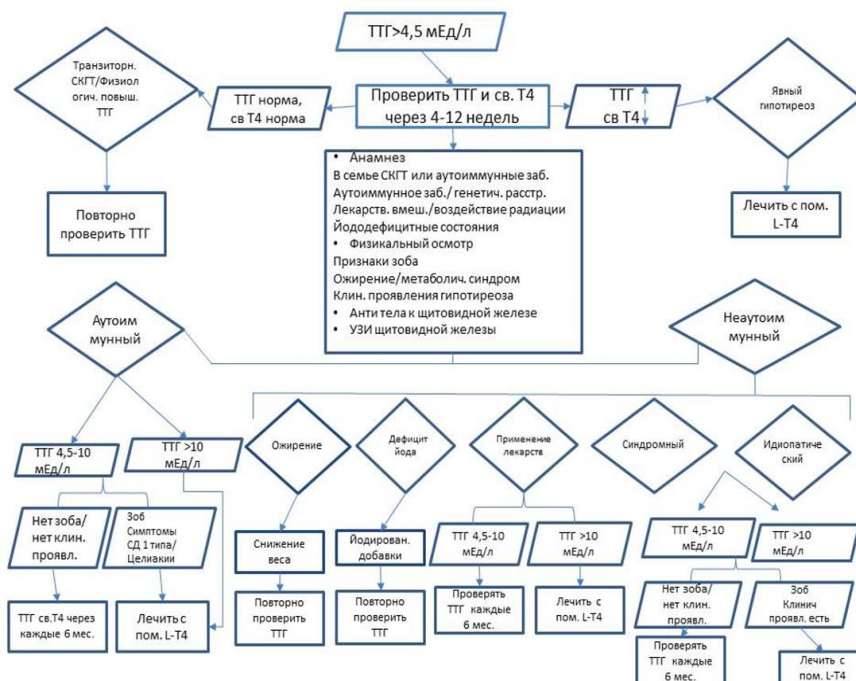 ТТГ>4,5 мЕд/л
Транзиторн.
СКГТ/Физиол
огич. повыш.
ТТГ
ТТГ норма,
св Т4 норма
Проверить ТТГ и св. Т4
через 4-12 недель
ТТГ
св Т4
Явный
гипотиреоз
Повторно
проверить ТТГ
• Анамнез
В семье СКГТ или аутоиммунные заб.
Аутоиммунное заб./ генетич. расстр.
Лекарств. вмеш./воздействие радиации
Йододефицитные состояния
• Физикальный осмотр
Признаки зоба
Ожирение/метаболич. синдром
Клин. проявления гипотиреоза
• Анти тела к щитовидной железе
• УЗИ щитовидной железы
Лечить с пом.
L-Т4
Аутоим
мунный
Неаутоим
мунный
ТТГ 4,5-10
мЕд/л
ТТГ >10
мЕд/л
Ожирение
Дефицит
йода
Применение
лекарств
Синдромный
Идиопатиче
ский
Нет зоба/
нет клин.
проявл.
Зоб
Симптомы
СД 1 типа/
Целиакии
Снижение
веса
Йодирован.
добавки
ТТГ 4,5-10
мЕд/л
ТТГ >10
мЕд/л
ТТГ 4,5-10
мЕд/л
ТТГ >10
мЕд/л
ТТГ св.Т4 через
каждые 6 мес.
Лечить с
пом. L-Т4
Повторно
проверить
ТТГ
Повторно
проверить
ТТГ
Проверять
ТТГ каждые
6 мес.
Лечить с
пом. L-Т4
Нет зоба/
нет клин.
проявл.
Зоб
Клинич
проявл. есть
Проверять
ТТГ каждые
6 мес.
Лечить с
пом. L-Т4